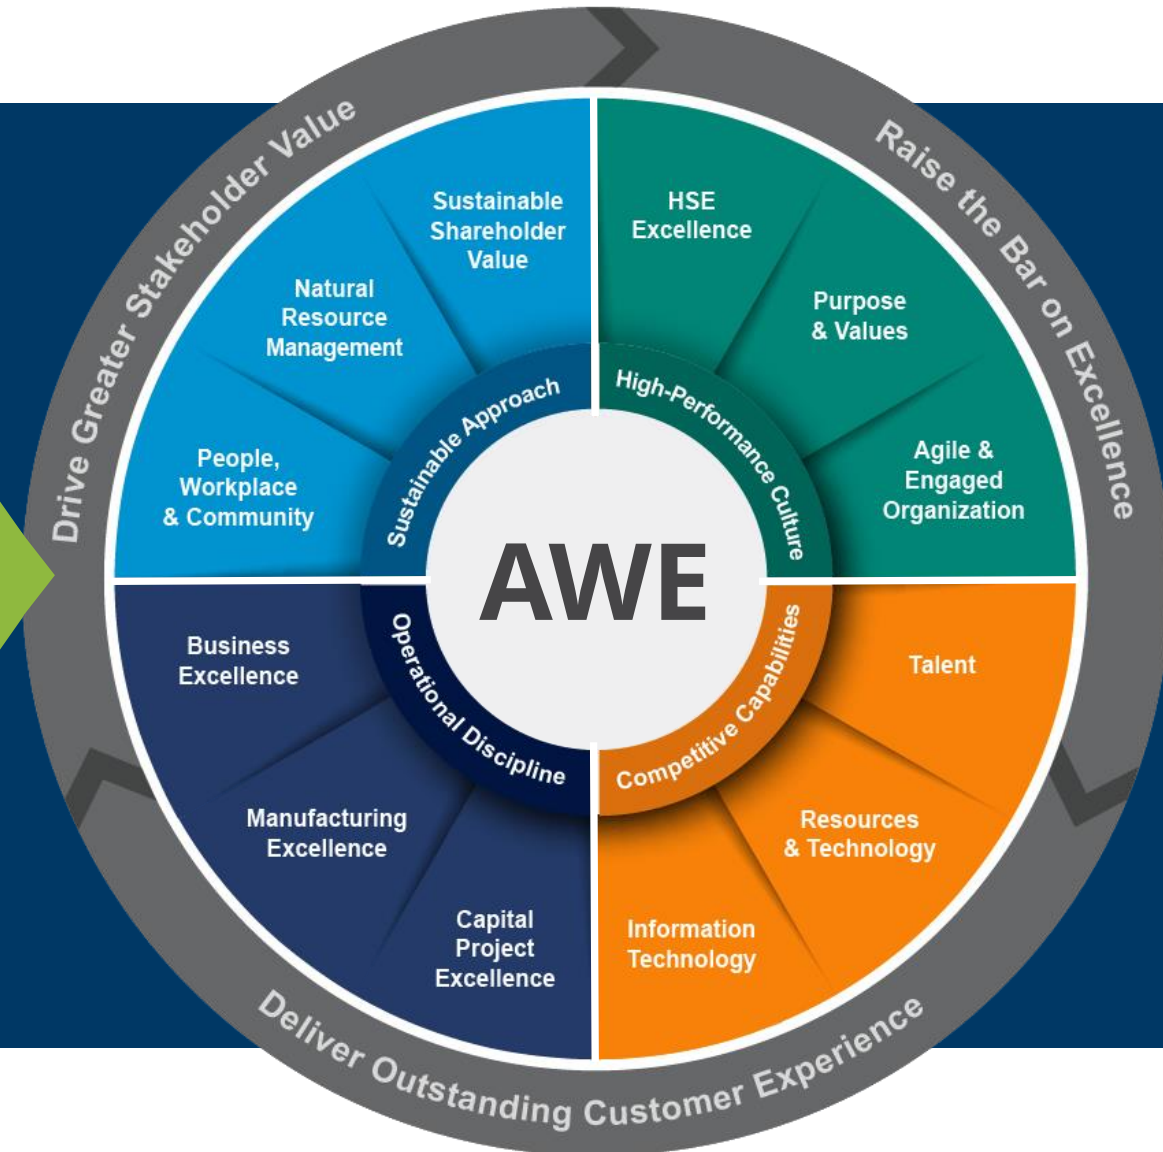 Drive Greater Stakeholder Value
Raise the Bar on Excellence
Deliver Outstanding Customer Experience
Sustainable
Shareholder
Value
Natural
Resource
Management
People,
Workplace
& Community
Sustainable Approach
HSE
Excellence
Purpose
& Values
Agile &
Engaged
Organization
High-Performance Culture
AWE
Business
Excellence
Manufacturing
Excellence
Capital
Project
Excellence
Operational Discipline
Talent
Resources
& Technology
Information
Technology
Competitive Capabilities